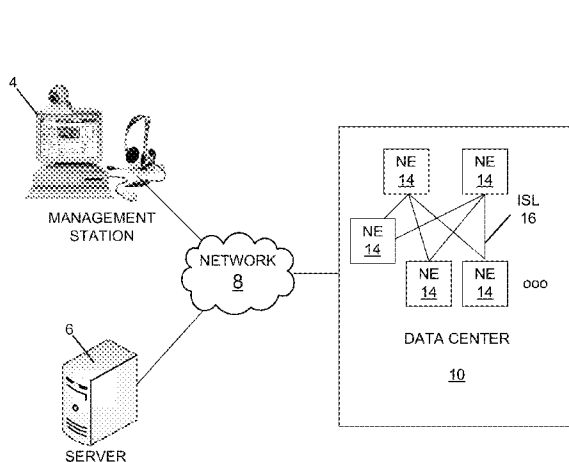 4
MANAGEMENT
STATION
NETWORK
8
6
SERVER
NE
14
NE
14
NE
14
NE
14
NE
14
ISL
16
ooo
DATA CENTER
10